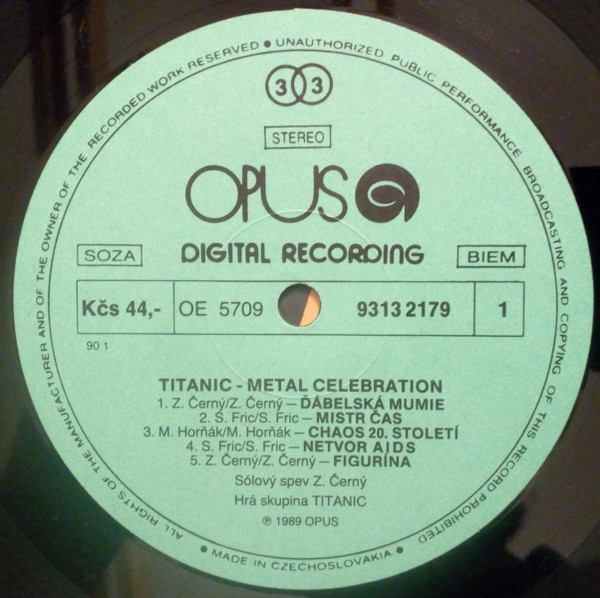 ALL RIGHTS OF THE MANUFACTURER AND OF THE OWNER OF THE RECORDED WORK RESERVED • UNAUTHORIZED PUBLIC PERFORMANCE BROADCASTING AND COPYING OF THIS RECORD PROHIBITED
33
STEREO
OPUS
DIGITAL RECORDING
SOZA
BIEM
Kčs 44,- OE 5709 9313 2179 1
90 1
TITANIC - METAL CELEBRATION
1. Z. Černý/Z. Černý – ĎÁBELSKÁ MUMIE
2. S. Fric/S. Fric – MISTR ČAS
3. M. Horňák/M. Horňák – CHAOS 20. STOLETÍ
4. S. Fric/S. Fric – NETVOR AIDS
5. Z. Černý/Z. Černý – FIGURÍNA
Sólový spev Z. Černý
Hrá skupina TITANIC
℗ 1989 OPUS
• MADE IN CZECHOSLOVAKIA •